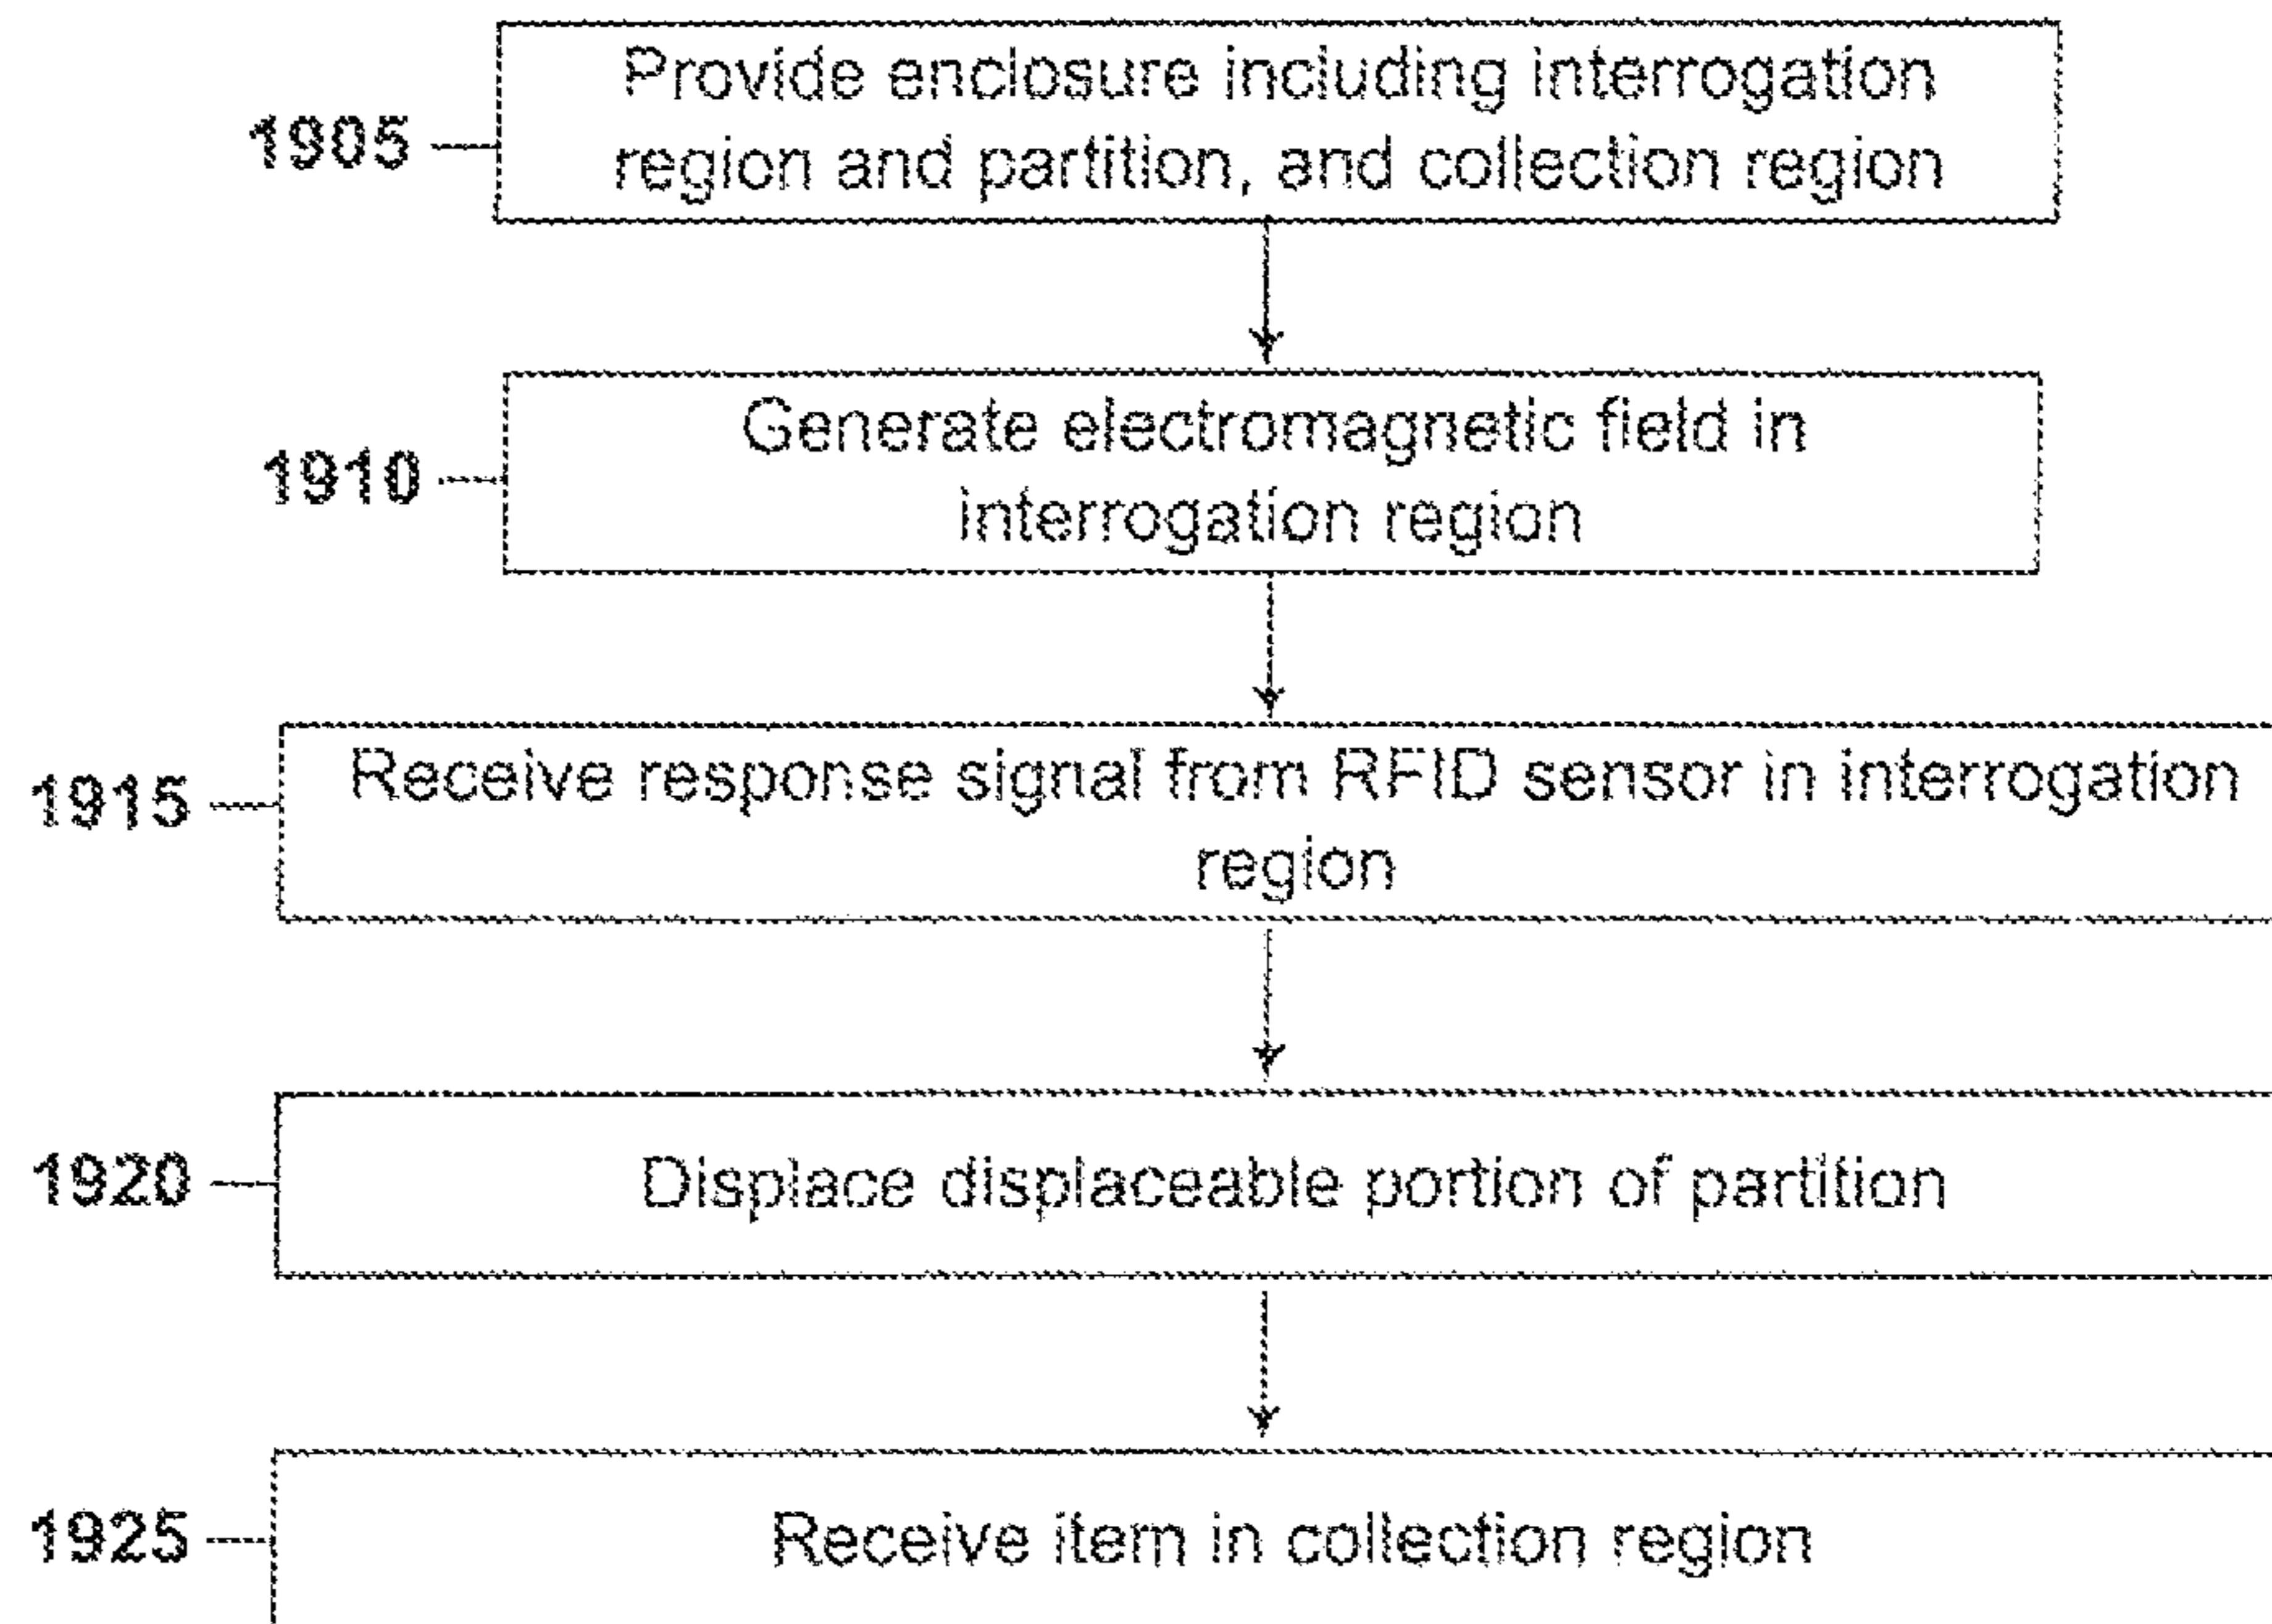 Provide enclosure including interrogation
1905
region and partition, and collection region
Generate electromagnetic field in
1910
interrogation region
Receive response signal from RFID sensor in interrogation
1915
region
1920
Displace displaceable portion of partition
1925
Receive item in collection region